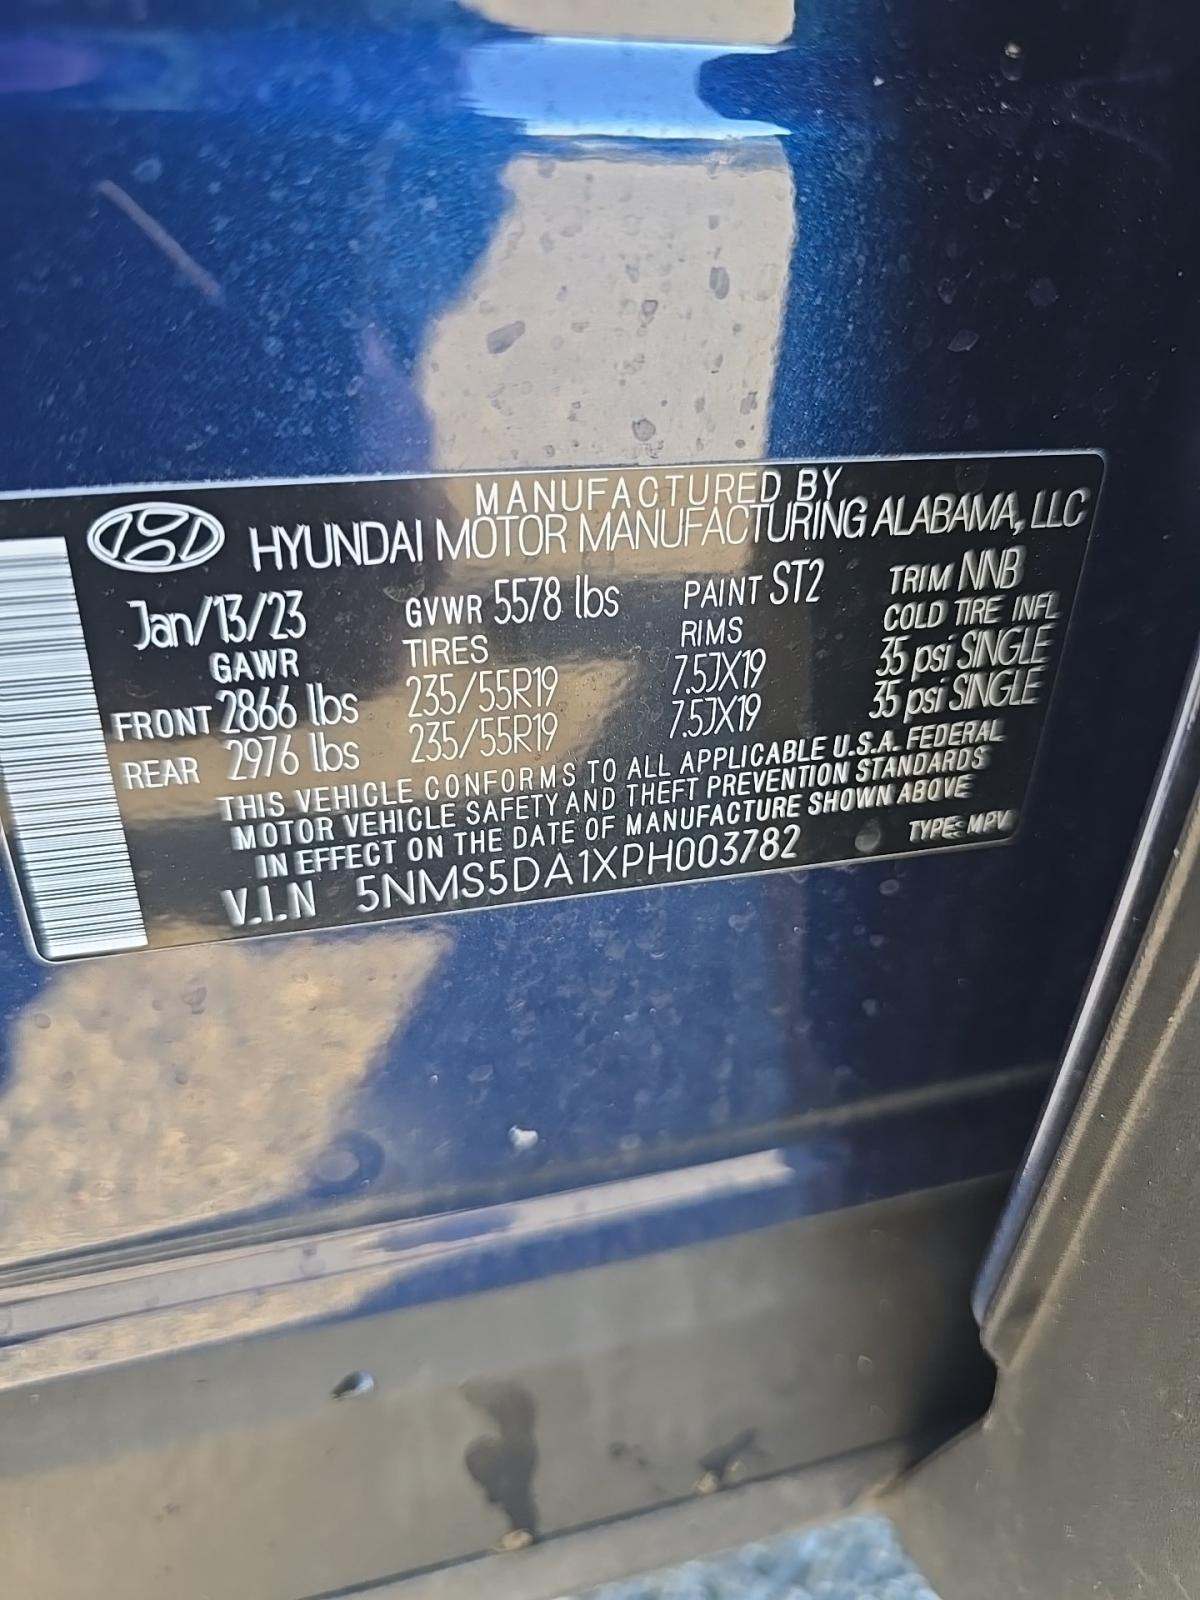 MANUFACTURED BY
HYUNDAI MOTOR MANUFACTURING ALABAMA, LLC
Jan/13/23 GVWR 5578 lbs PAINT ST2 TRIM NNB
GAWR TIRES RIMS COLD TIRE INFL
FRONT 2866 lbs 235/55R19 7.5JX19 35 psi SINGLE
REAR 2976 lbs 235/55R19 7.5JX19 35 psi SINGLE
THIS VEHICLE CONFORMS TO ALL APPLICABLE U.S.A. FEDERAL
MOTOR VEHICLE SAFETY AND THEFT PREVENTION STANDARDS
IN EFFECT ON THE DATE OF MANUFACTURE SHOWN ABOVE
V.I.N 5NMS5DA1XPH003782 TYPE: MPV